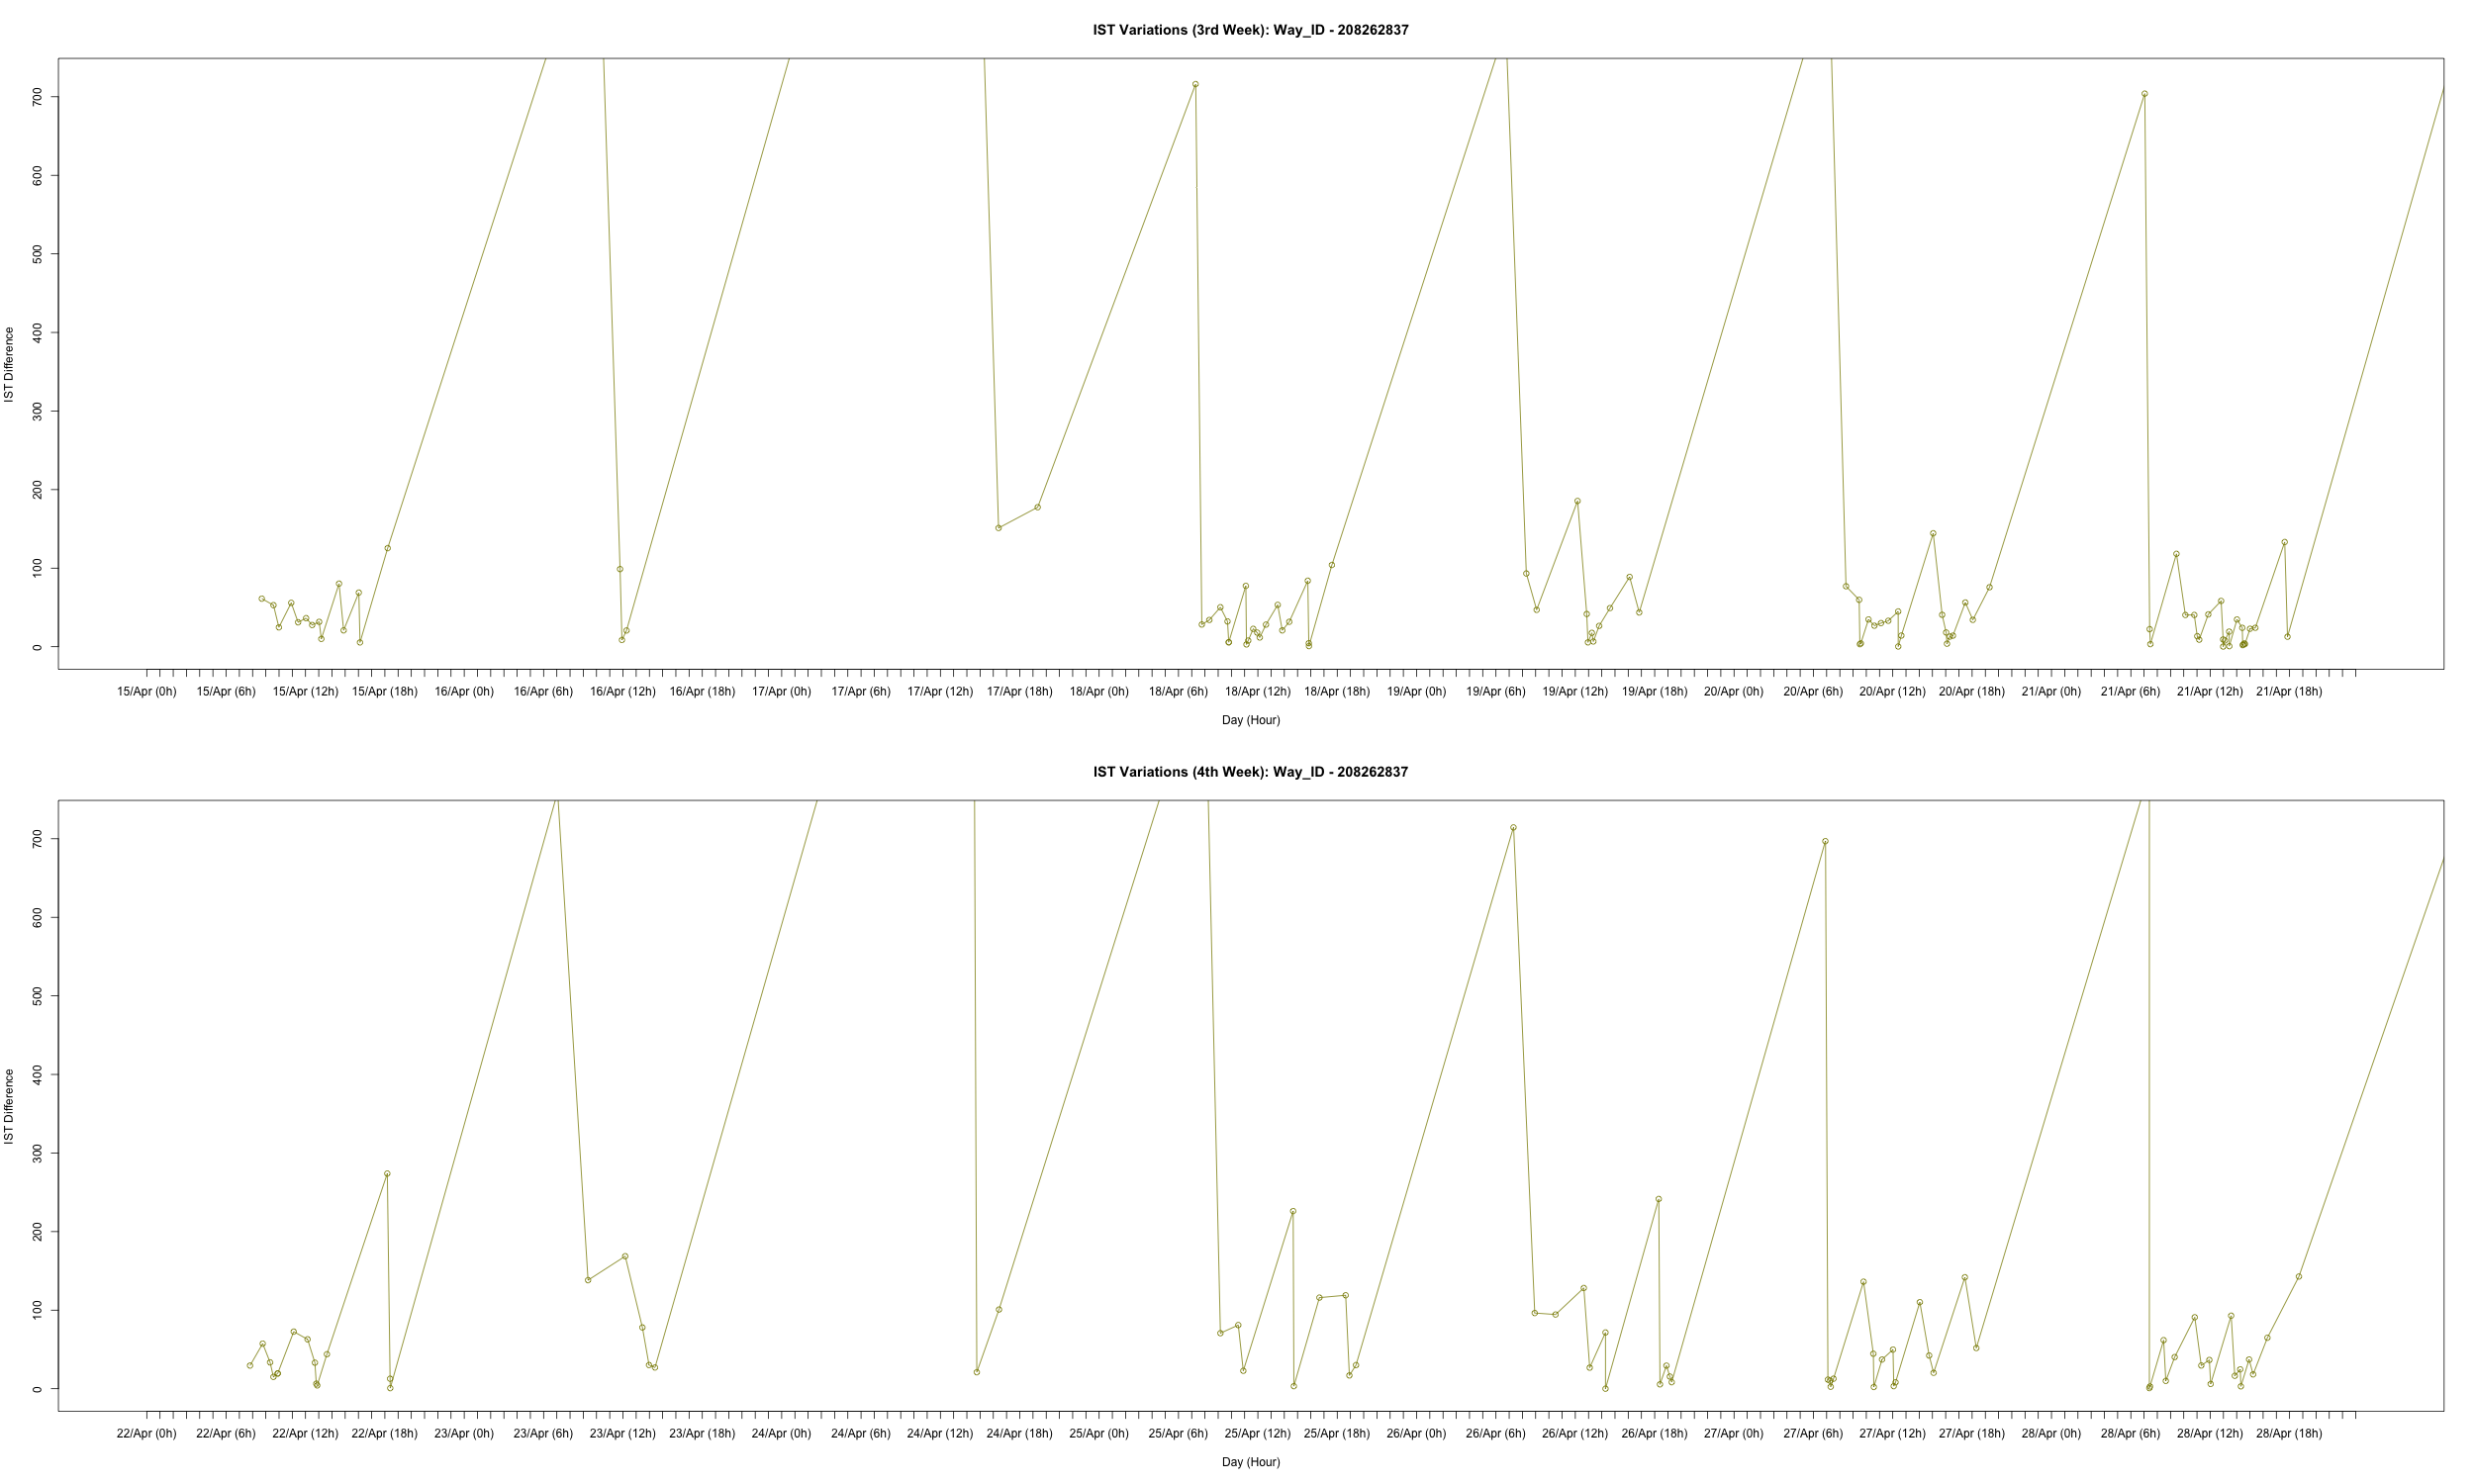 IST Variations (3rd Week): Way_ID - 208262837
700
600
500
400
300
200
100
0
IST Difference
15/Apr (0h) 15/Apr (6h) 15/Apr (12h) 15/Apr (18h) 16/Apr (0h) 16/Apr (6h) 16/Apr (12h) 16/Apr (18h) 17/Apr (0h) 17/Apr (6h) 17/Apr (12h) 17/Apr (18h) 18/Apr (0h) 18/Apr (6h) 18/Apr (12h) 18/Apr (18h) 19/Apr (0h) 19/Apr (6h) 19/Apr (12h) 19/Apr (18h) 20/Apr (0h) 20/Apr (6h) 20/Apr (12h) 20/Apr (18h) 21/Apr (0h) 21/Apr (6h) 21/Apr (12h) 21/Apr (18h)
Day (Hour)
IST Variations (4th Week): Way_ID - 208262837
700
600
500
400
300
200
100
0
IST Difference
22/Apr (0h) 22/Apr (6h) 22/Apr (12h) 22/Apr (18h) 23/Apr (0h) 23/Apr (6h) 23/Apr (12h) 23/Apr (18h) 24/Apr (0h) 24/Apr (6h) 24/Apr (12h) 24/Apr (18h) 25/Apr (0h) 25/Apr (6h) 25/Apr (12h) 25/Apr (18h) 26/Apr (0h) 26/Apr (6h) 26/Apr (12h) 26/Apr (18h) 27/Apr (0h) 27/Apr (6h) 27/Apr (12h) 27/Apr (18h) 28/Apr (0h) 28/Apr (6h) 28/Apr (12h) 28/Apr (18h)
Day (Hour)